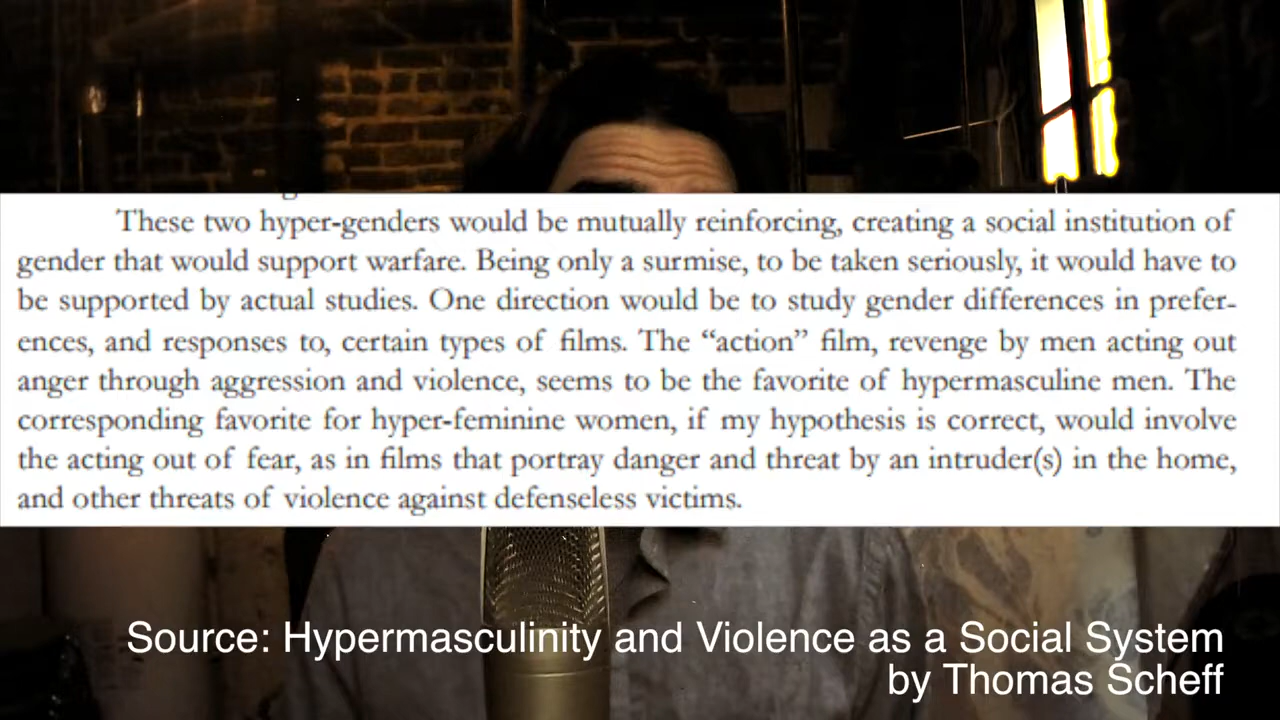 These two hyper-genders would be mutually reinforcing, creating a social institution of
gender that would support warfare. Being only a surmise, to be taken seriously, it would have to
be supported by actual studies. One direction would be to study gender differences in prefer-
ences, and responses to, certain types of films. The “action” film, revenge by men acting out
anger through aggression and violence, seems to be the favorite of hypermasculine men. The
corresponding favorite for hyper-feminine women, if my hypothesis is correct, would involve
the acting out of fear, as in films that portray danger and threat by an intruder(s) in the home,
and other threats of violence against defenseless victims.
Source: Hypermasculinity and Violence as a Social System
by Thomas Scheff